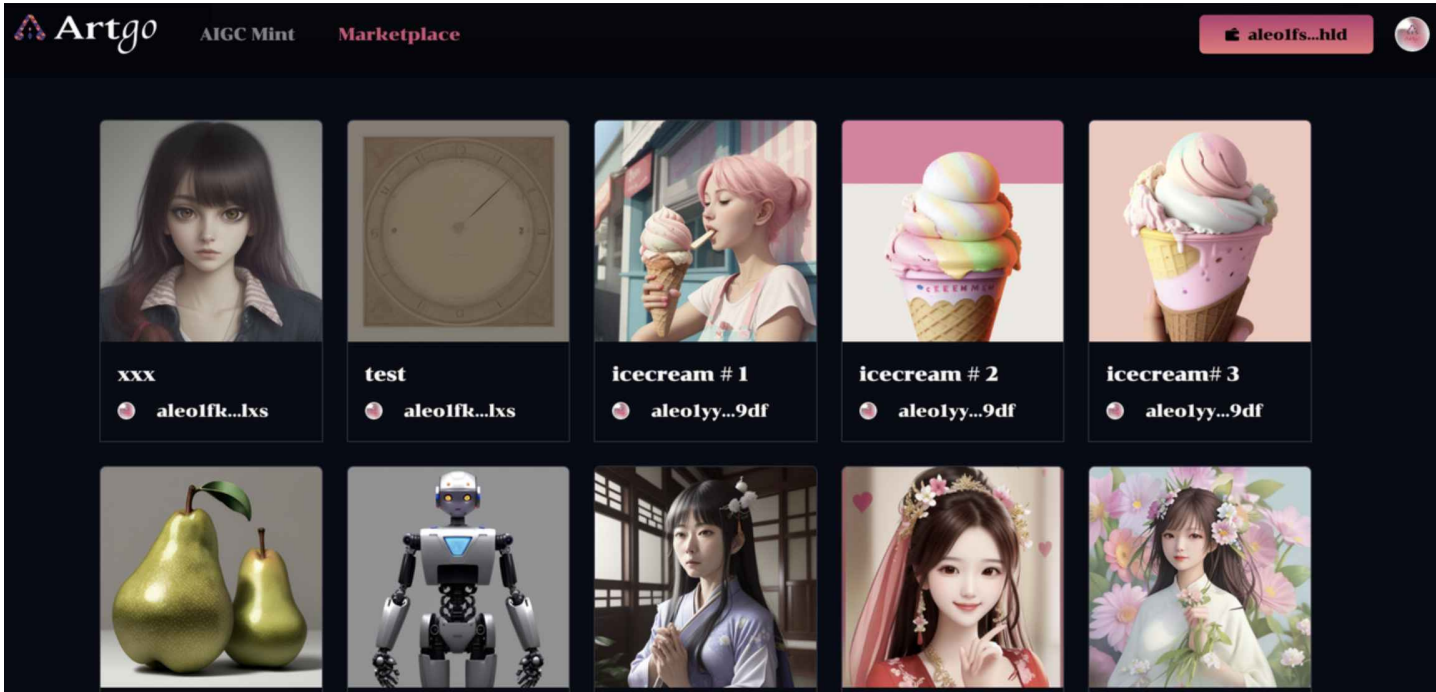 Artgo AIGC Mint Marketplace aleo1fs...hld
xxx
aleo1fk...lxs
test
aleo1fk...lxs
icecream # 1
aleo1yy...9df
icecream # 2
aleo1yy...9df
icecream# 3
aleo1yy...9df